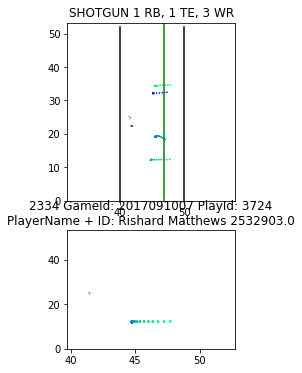 SHOTGUN 1 RB, 1 TE, 3 WR
50
40
30
20
10
0
40 50
2334 GameId: 2017091007 PlayId: 3724
PlayerName + ID: Rishard Matthews 2532903.0
40
20
0
40 45 50